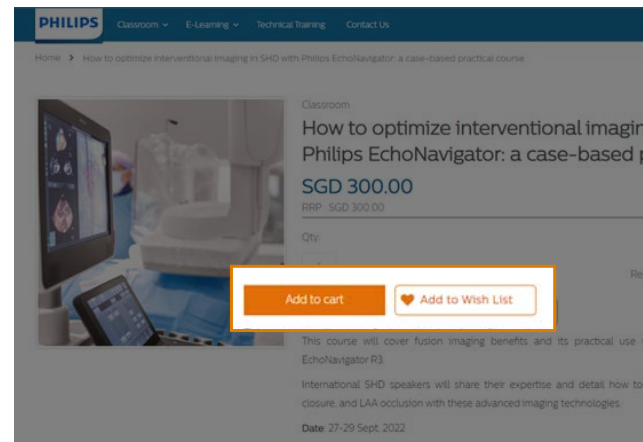 PHILIPS
Classroom
E-Learning
Technical Training
Contact Us
Home > How to optimize interventional imaging in SHD with Philips EchoNavigator: a case-based practical course
Classroom
How to optimize interventional imagin
Philips EchoNavigator: a case-based p
SGD 300.00
RRP SGD 300.00
Qty:
Re
Add to cart
Add to Wish List
This course will cover fusion imaging benefits and its practical use
EchoNavigator R3.
International SHD speakers will share their expertise and detail how to
closure, and LAA occlusion with these advanced imaging technologies.
Date: 27-29 Sept, 2022